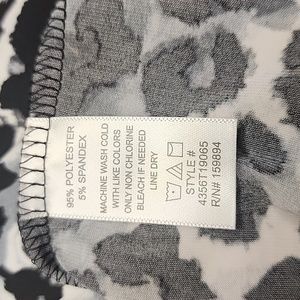 95% POLYESTER
5% SPANDEX
MACHINE WASH COLD
WITH LIKE COLORS
ONLY NON CHLORINE
BLEACH IF NEEDED
LINE DRY
STYLE#
4356T19065
R/N# 159894